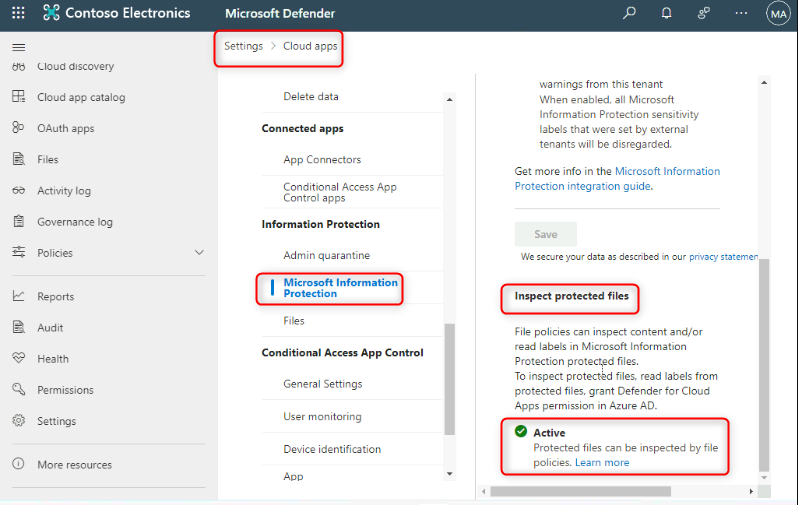 Contoso Electronics
Microsoft Defender
MA
Settings > Cloud apps
Cloud discovery
Cloud app catalog
OAuth apps
Files
Activity log
Governance log
Policies
Reports
Audit
Health
Permissions
Settings
More resources
Delete data
Connected apps
App Connectors
Conditional Access App
Control apps
Information Protection
Admin quarantine
Microsoft Information
Protection
Files
Conditional Access App Control
General Settings
User monitoring
Device identification
App
warnings from this tenant
When enabled, all Microsoft
Information Protection sensitivity
labels that were set by external
tenants will be disregarded.
Get more info in the Microsoft Information
Protection integration guide.
Save
We secure your data as described in our privacy statemen
Inspect protected files
File policies can inspect content and/or
read labels in Microsoft Information
Protection protected files.
To inspect protected files, read labels from
protected files, grant Defender for Cloud
Apps permission in Azure AD.
Active
Protected files can be inspected by file
policies. Learn more